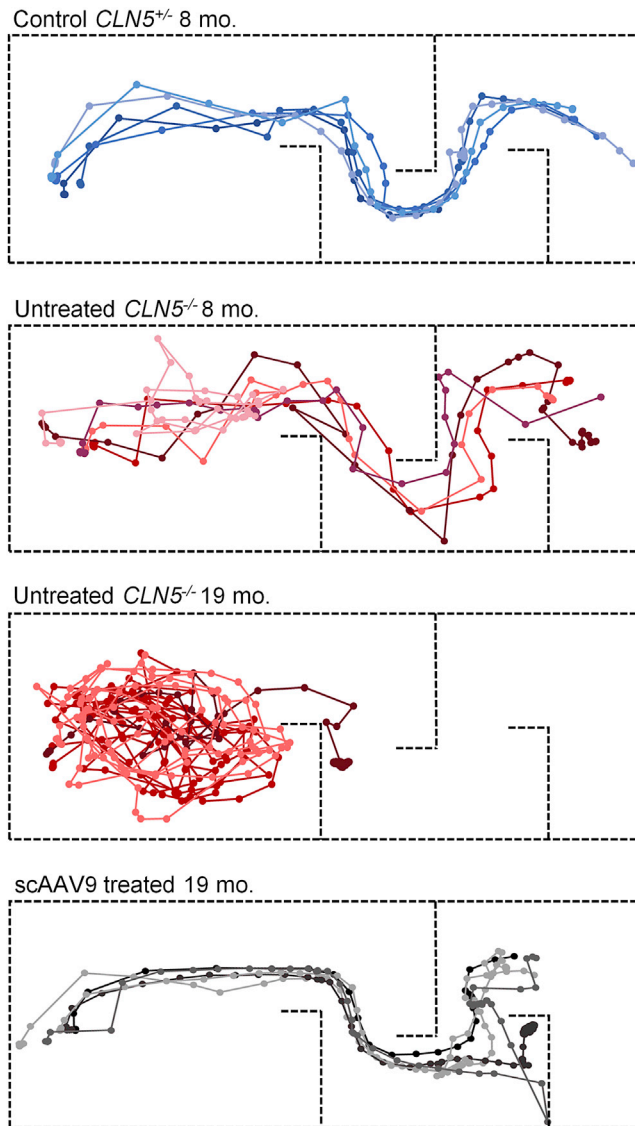 Control CLN5+/- 8 mo.
Untreated CLN5-/- 8 mo.
Untreated CLN5-/- 19 mo.
scAAV9 treated 19 mo.